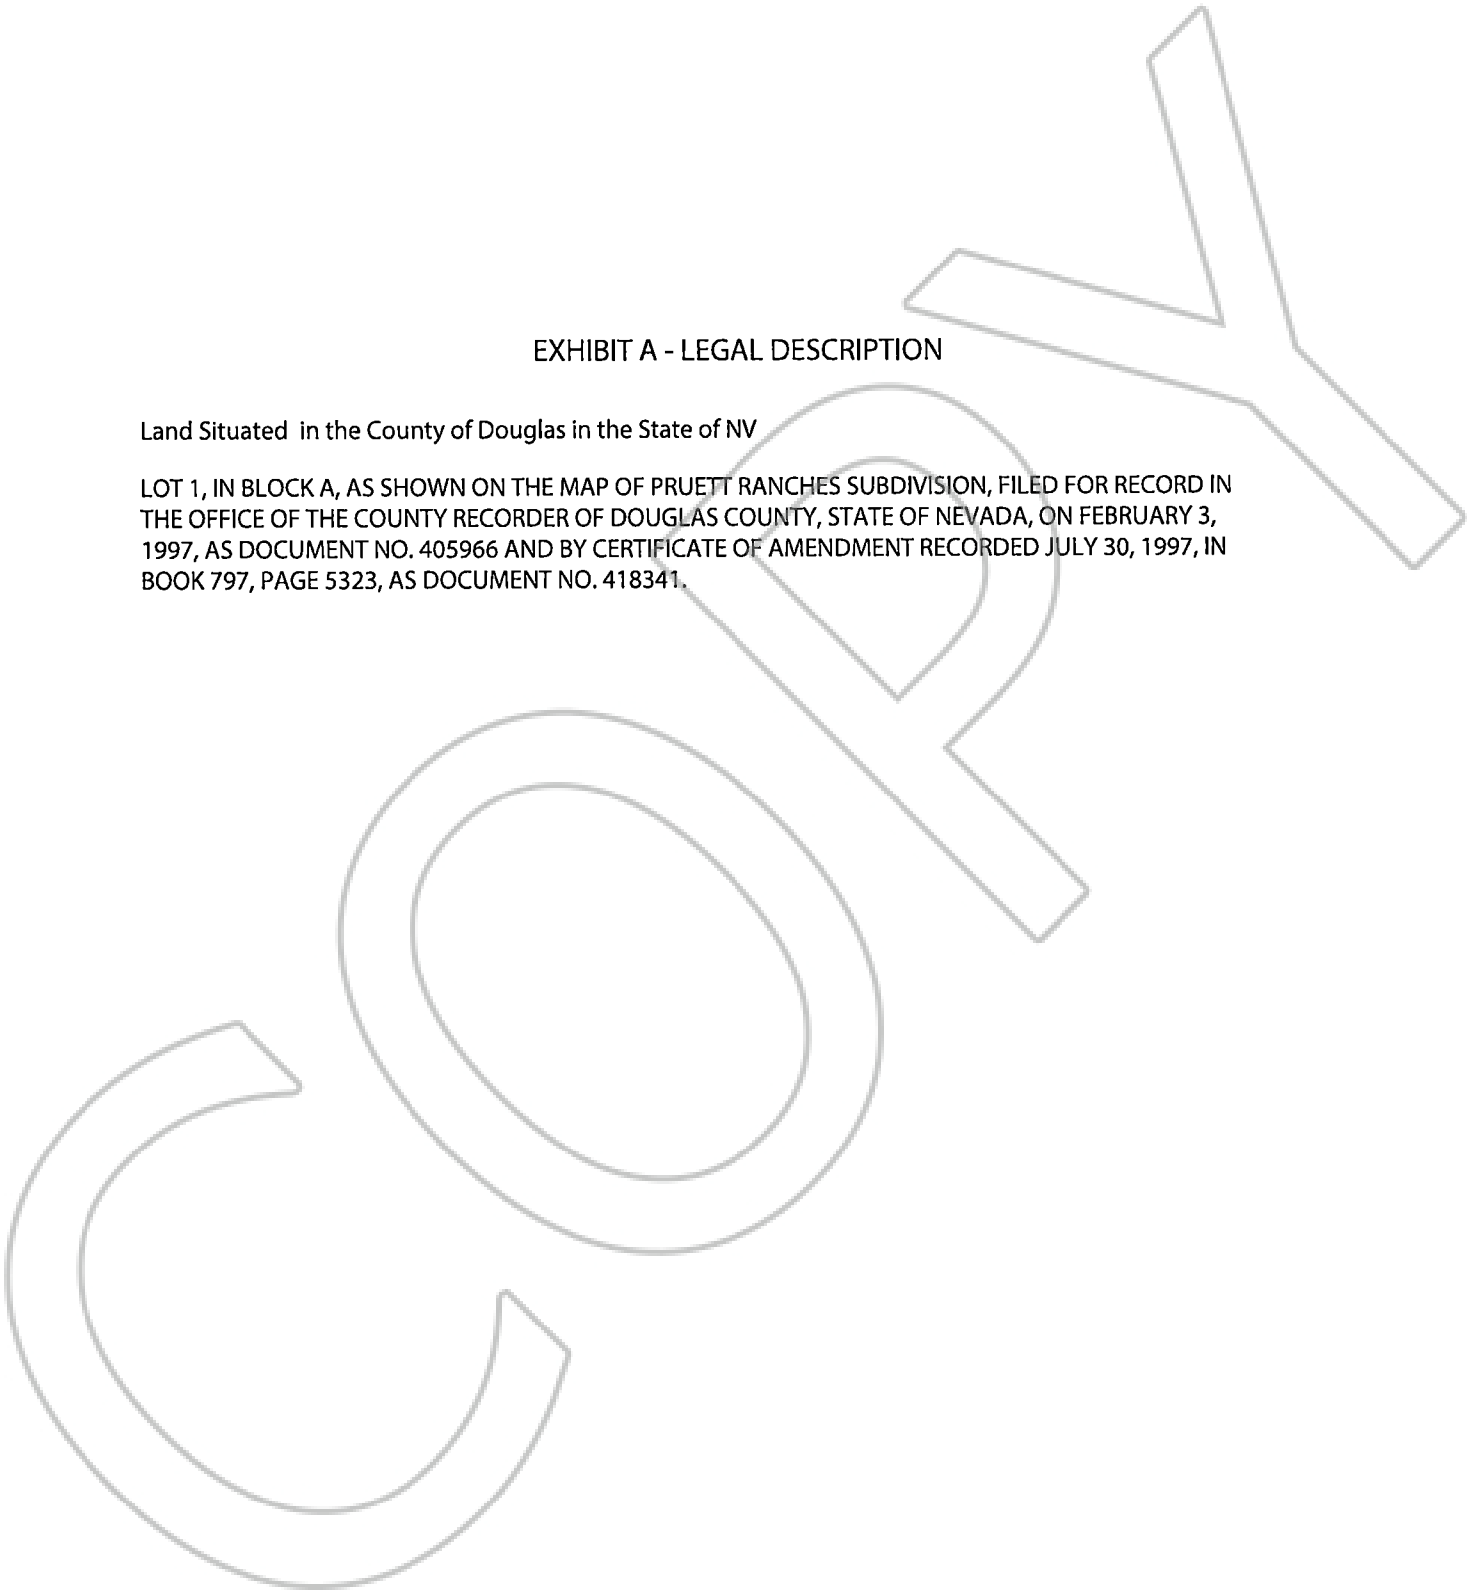 EXHIBIT A - LEGAL DESCRIPTION
Land Situated in the County of Douglas in the State of NV
LOT 1, IN BLOCK A, AS SHOWN ON THE MAP OF PRUETT RANCHES SUBDIVISION, FILED FOR RECORD IN
THE OFFICE OF THE COUNTY RECORDER OF DOUGLAS COUNTY, STATE OF NEVADA, ON FEBRUARY 3,
1997, AS DOCUMENT NO. 405966 AND BY CERTIFICATE OF AMENDMENT RECORDED JULY 30, 1997, IN
BOOK 797, PAGE 5323, AS DOCUMENT NO. 418341.
COPY